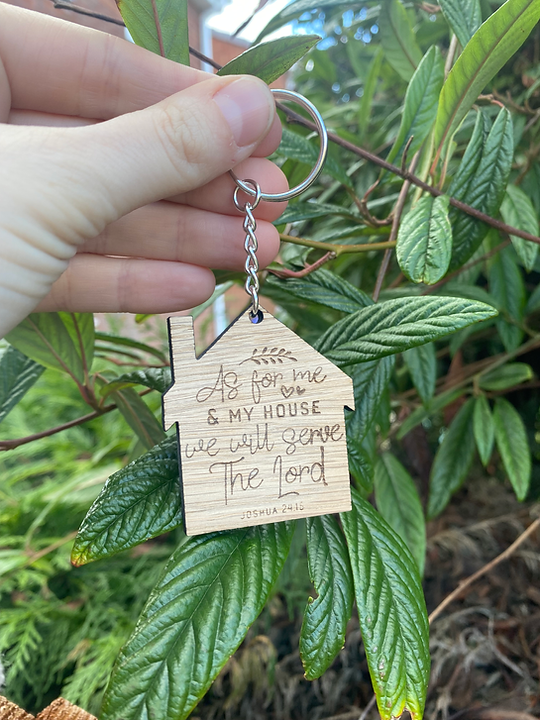 As for me
& MY HOUSE
we will serve
The Lord
JOSHUA 24:15